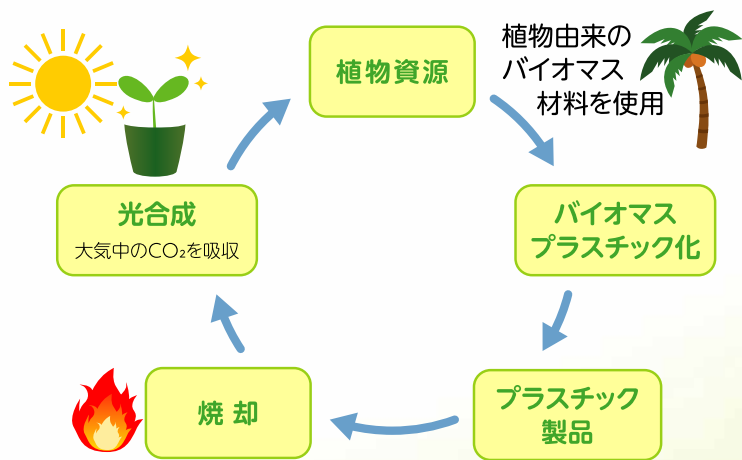 植物資源
植物由来の
バイオマス
材料を使用
バイオマス
プラスチック化
プラスチック
製品
焼却
光合成
大気中のCO₂を吸収